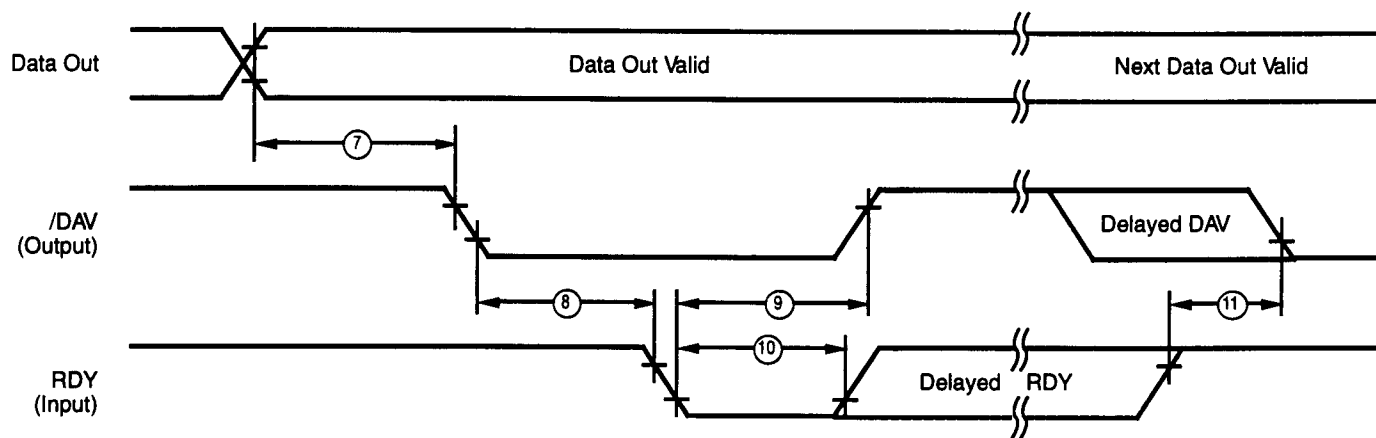 Data Out
Data Out Valid
Next Data Out Valid
7
/DAV
(Output)
Delayed DAV
8
9
11
10
RDY
(Input)
Delayed RDY